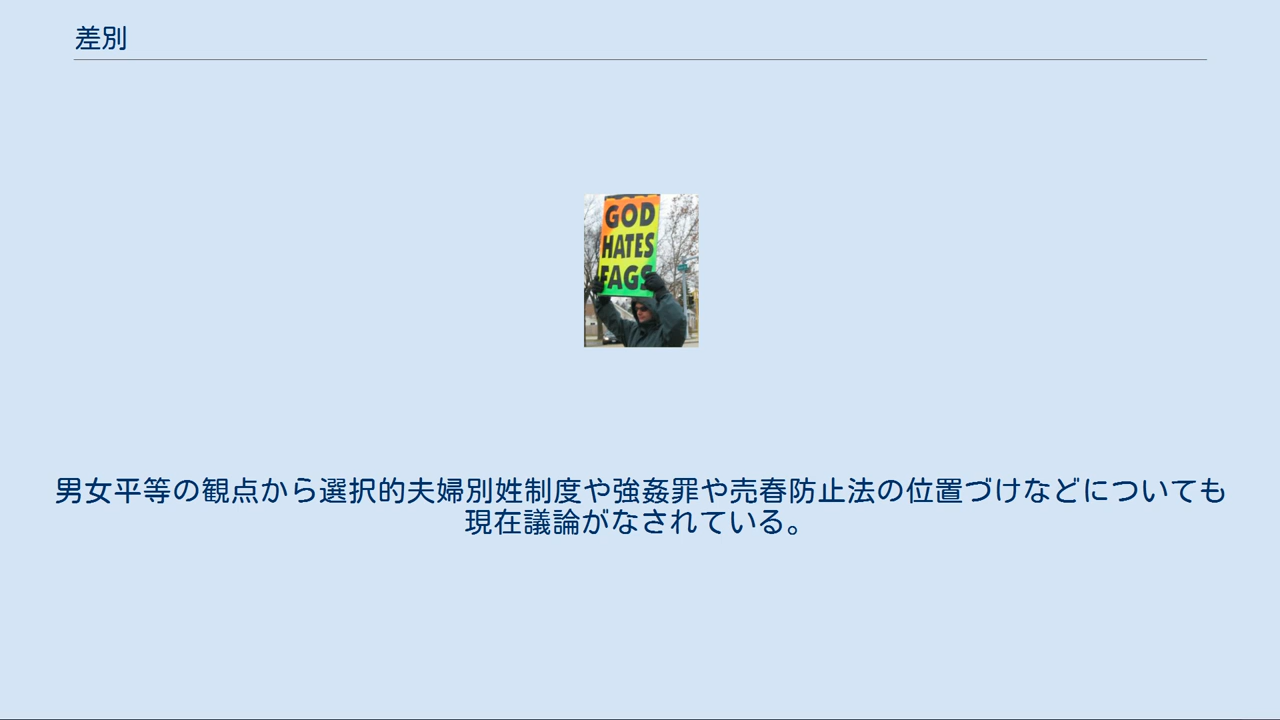 差別
GOD
HATES
FAGS
男女平等の観点から選択的夫婦別姓制度や強姦罪や売春防止法の位置づけなどについても
現在議論がなされている。